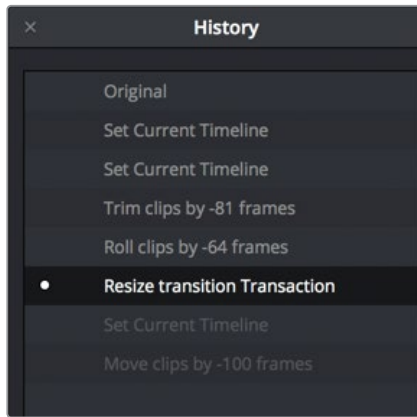 History
Original
Set Current Timeline
Set Current Timeline
Trim clips by -81 frames
Roll clips by -64 frames
Resize transition Transaction
Set Current Timeline
Move clips by -100 frames